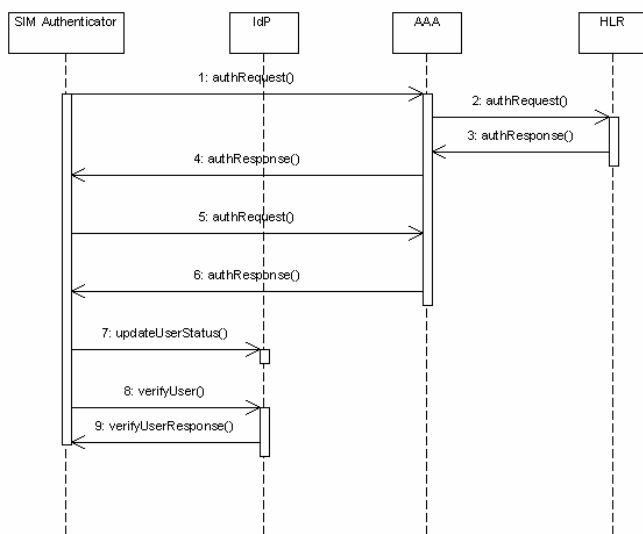 SIM Authenticator
IdP
AAA
HLR
1: authRequest()
2: authRequest()
3: authResponse()
4: authResponse()
5: authRequest()
6: authResponse()
7: updateUserStatus()
8: verifyUser()
9: verifyUserResponse()